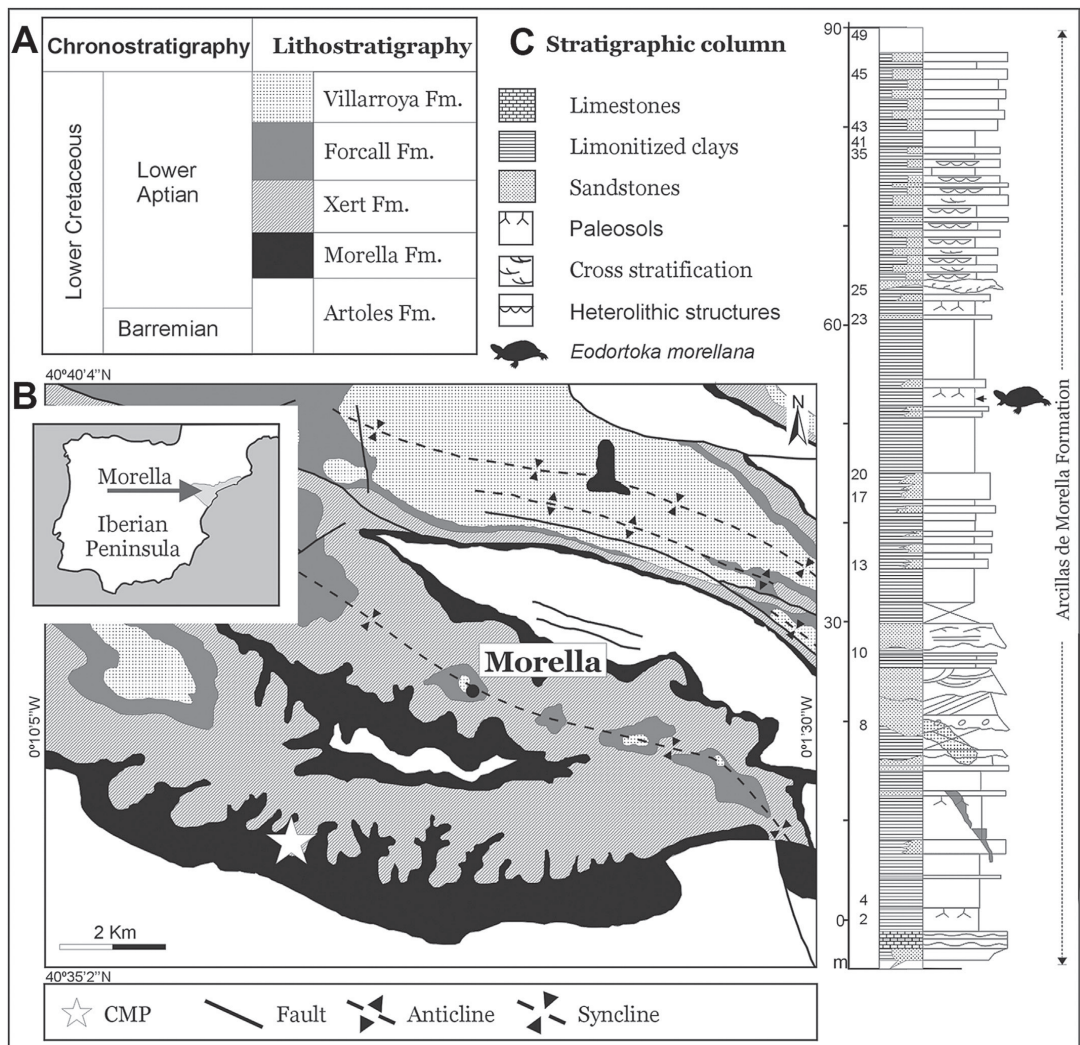 A
Chronostratigraphy
Lithostratigraphy
Lower Cretaceous
Lower
Aptian
Barremian
Villarroya Fm.
Forcall Fm.
Xert Fm.
Morella Fm.
Artoles Fm.
C Stratigraphic column
Limestones
Limonitized clays
Sandstones
Paleosols
Cross stratification
Heterolithic structures
Eodortoka morellana
90
49
45
43
41
35
25
60
23
20
17
13
30
10
8
4
0
2
m
Arcillas de Morella Formation
B
40º40'4''N
N
Morella
Iberian
Peninsula
Morella
0º10'5''W
0º1'30''W
2 Km
40º35'2''N
CMP
Fault
Anticline
Syncline